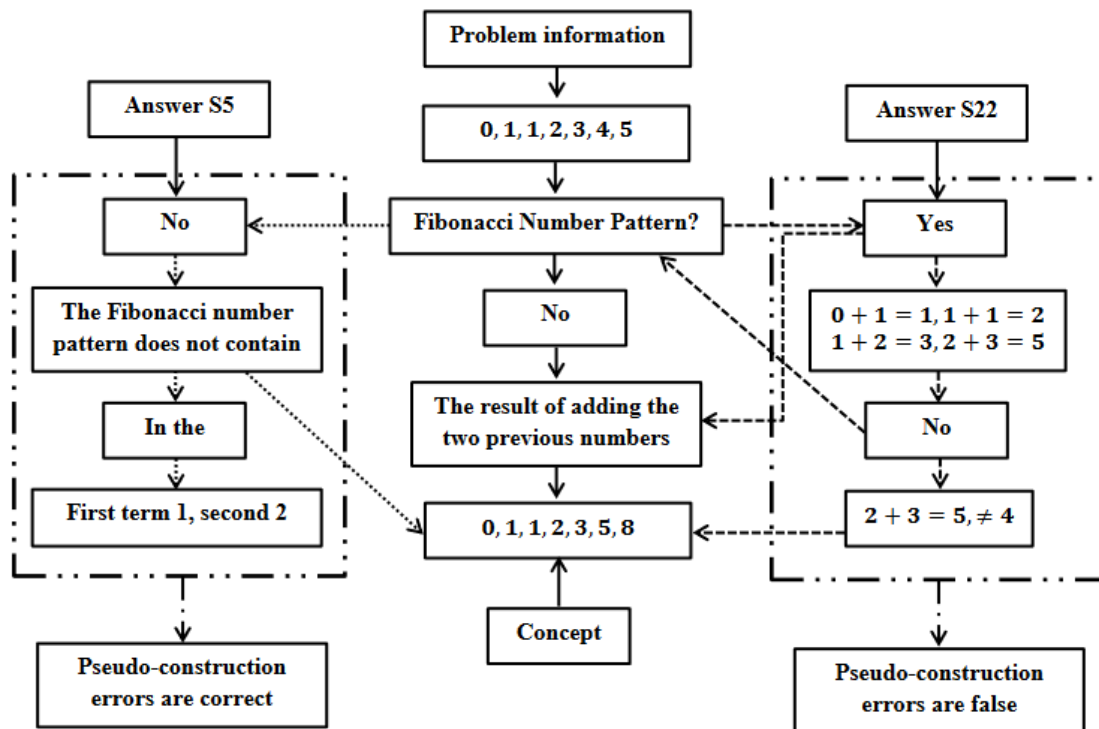 Problem information
0, 1, 1, 2, 3, 4, 5
Fibonacci Number Pattern?
No
The result of adding the
two previous numbers
0, 1, 1, 2, 3, 5, 8
Concept
Answer S5
No
The Fibonacci number
pattern does not contain
In the
First term 1, second 2
Pseudo-construction
errors are correct
Answer S22
Yes
0 + 1 = 1, 1 + 1 = 2
1 + 2 = 3, 2 + 3 = 5
No
2 + 3 = 5, ≠ 4
Pseudo-construction
errors are false